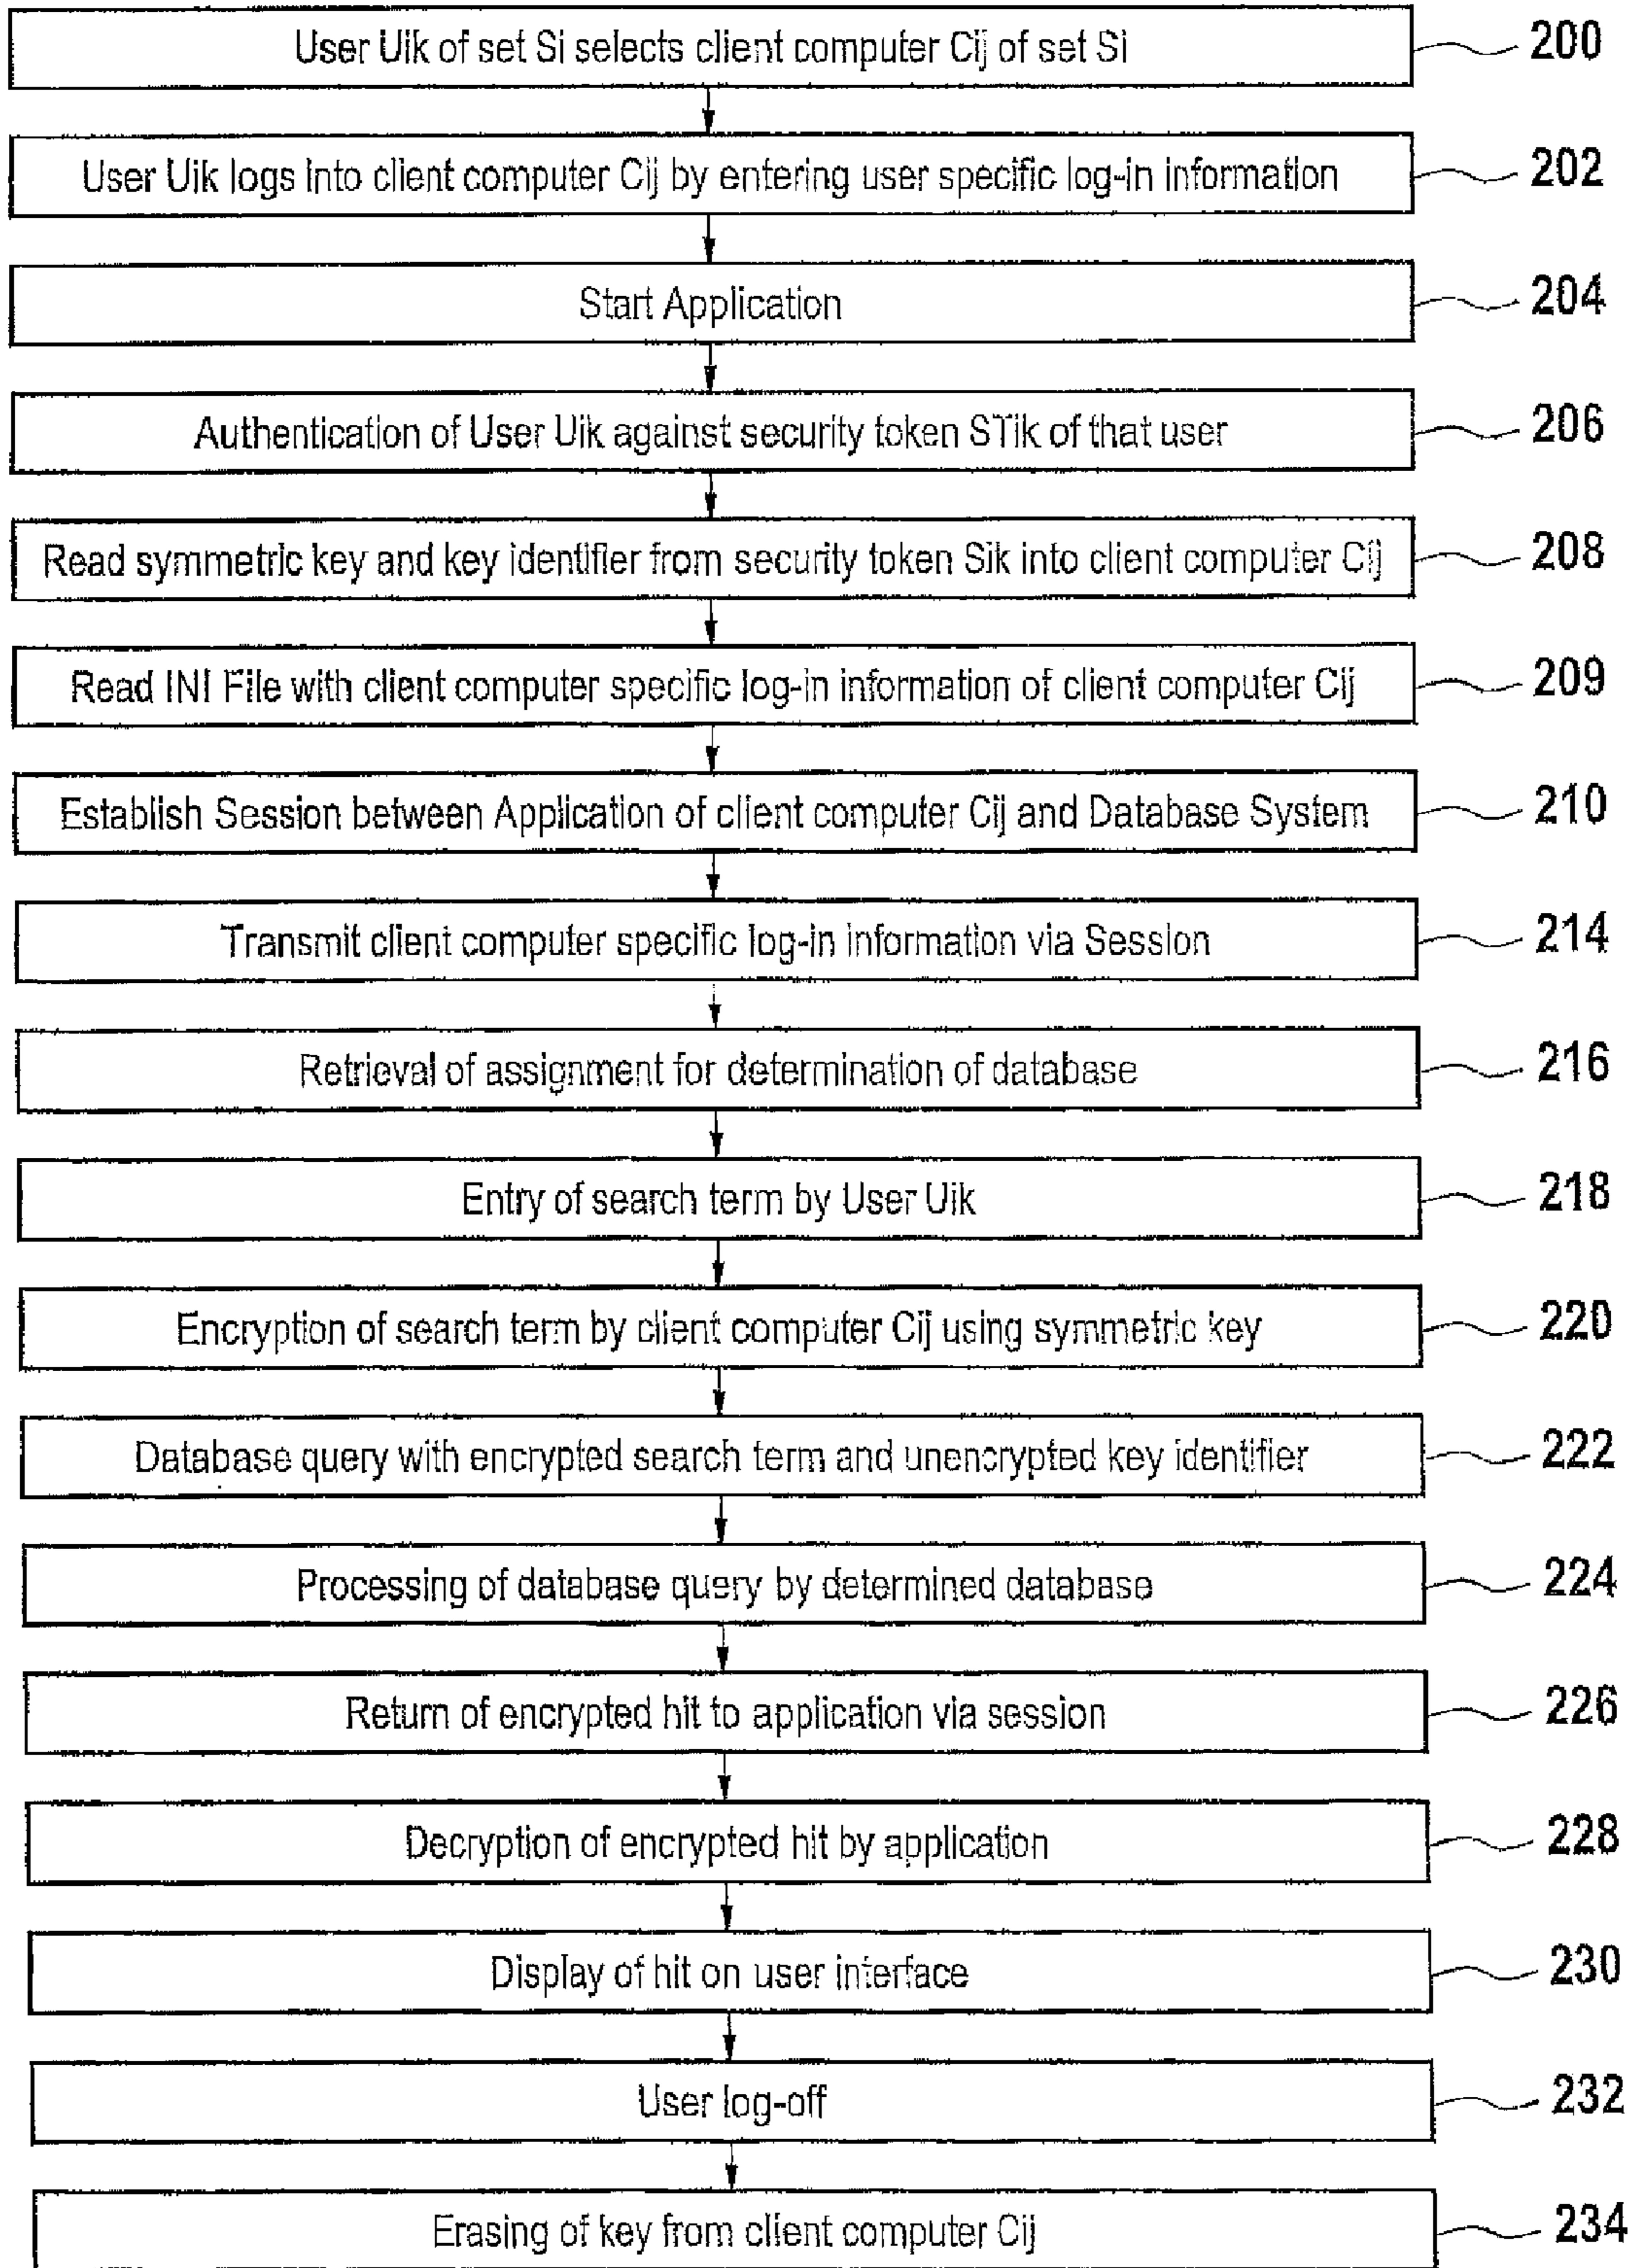 User Uik of set Si selects client computer Cij of set Si 200
User Uik logs into client computer Cij by entering user specific log-in information 202
Start Application 204
Authentication of User Uik against security token STik of that user 206
Read symmetric key and key identifier from security token Sik into client computer Cij 208
Read INI File with client computer specific log-in information of client computer Cij 209
Establish Session between Application of client computer Cij and Database System 210
Transmit client computer specific log-in information via Session 214
Retrieval of assignment for determination of database 216
Entry of search term by User Uik 218
Encryption of search term by client computer Cij using symmetric key 220
Database query with encrypted search term and unencrypted key identifier 222
Processing of database query by determined database 224
Return of encrypted hit to application via session 226
Decryption of encrypted hit by application 228
Display of hit on user interface 230
User log-off 232
Erasing of key from client computer Cij 234